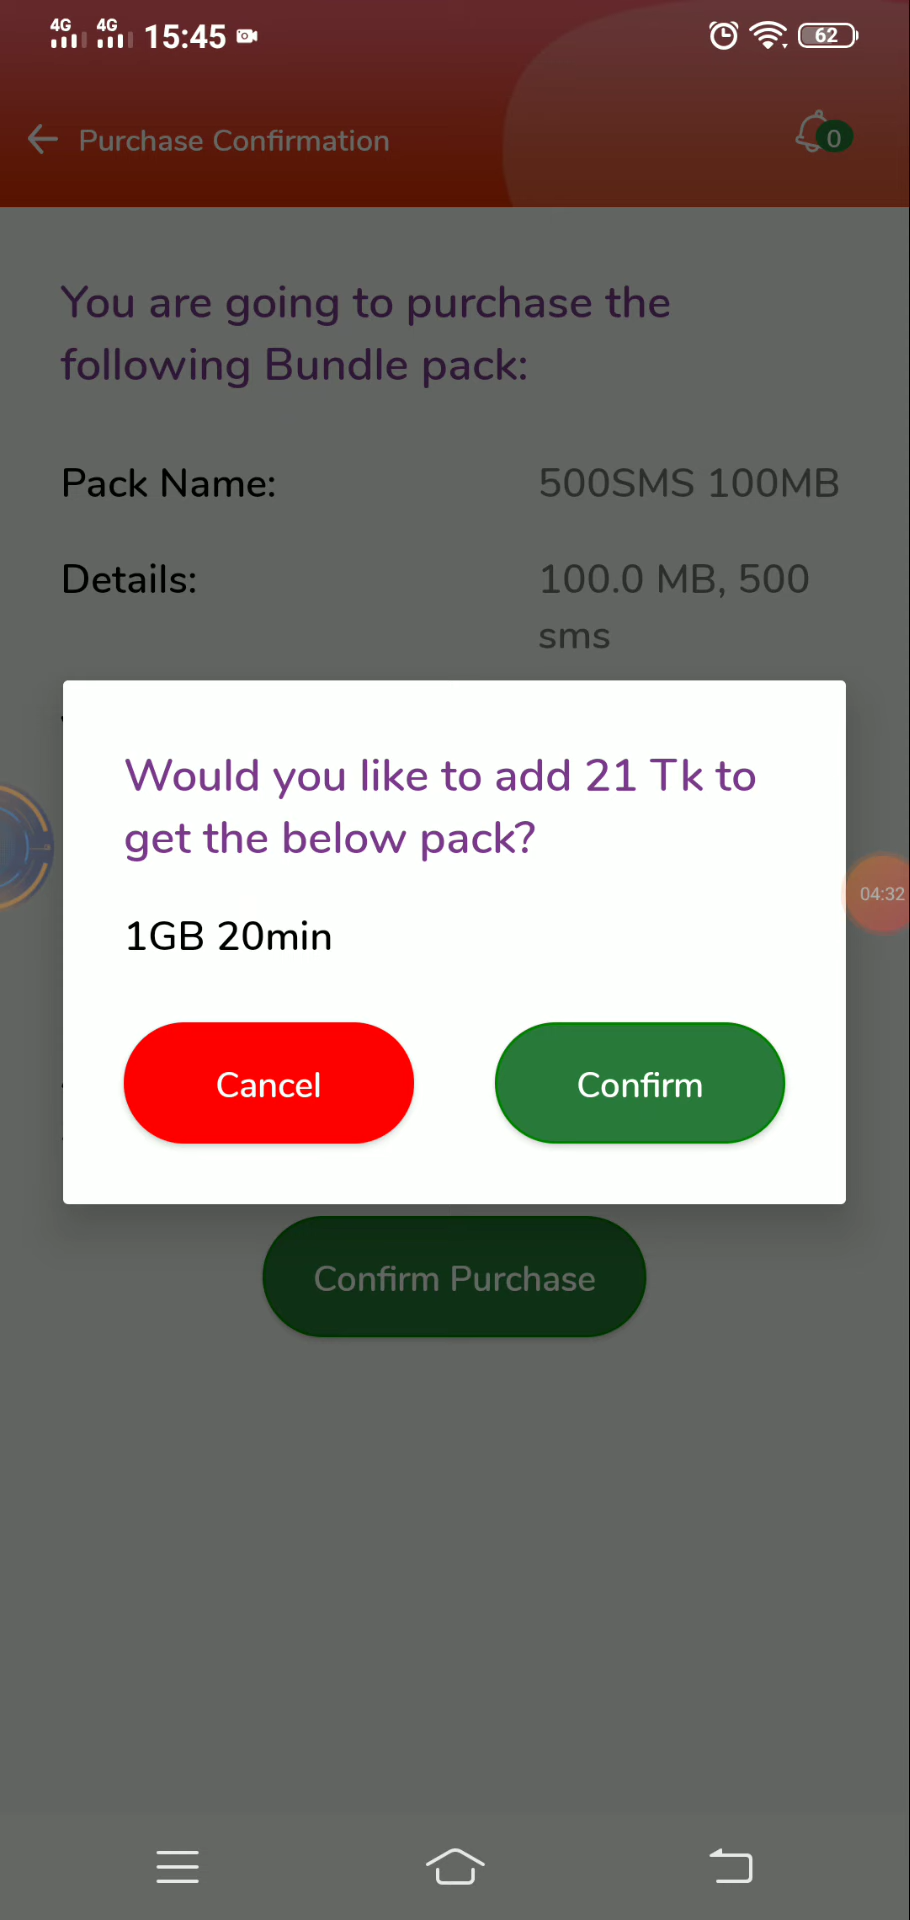 4G 4G 15:45 62
Purchase Confirmation 0
You are going to purchase the
following Bundle pack:
Pack Name: 500SMS 100MB
Details: 100.0 MB, 500
sms
Would you like to add 21 Tk to
get the below pack?
04:32
1GB 20min
Cancel Confirm
Confirm Purchase